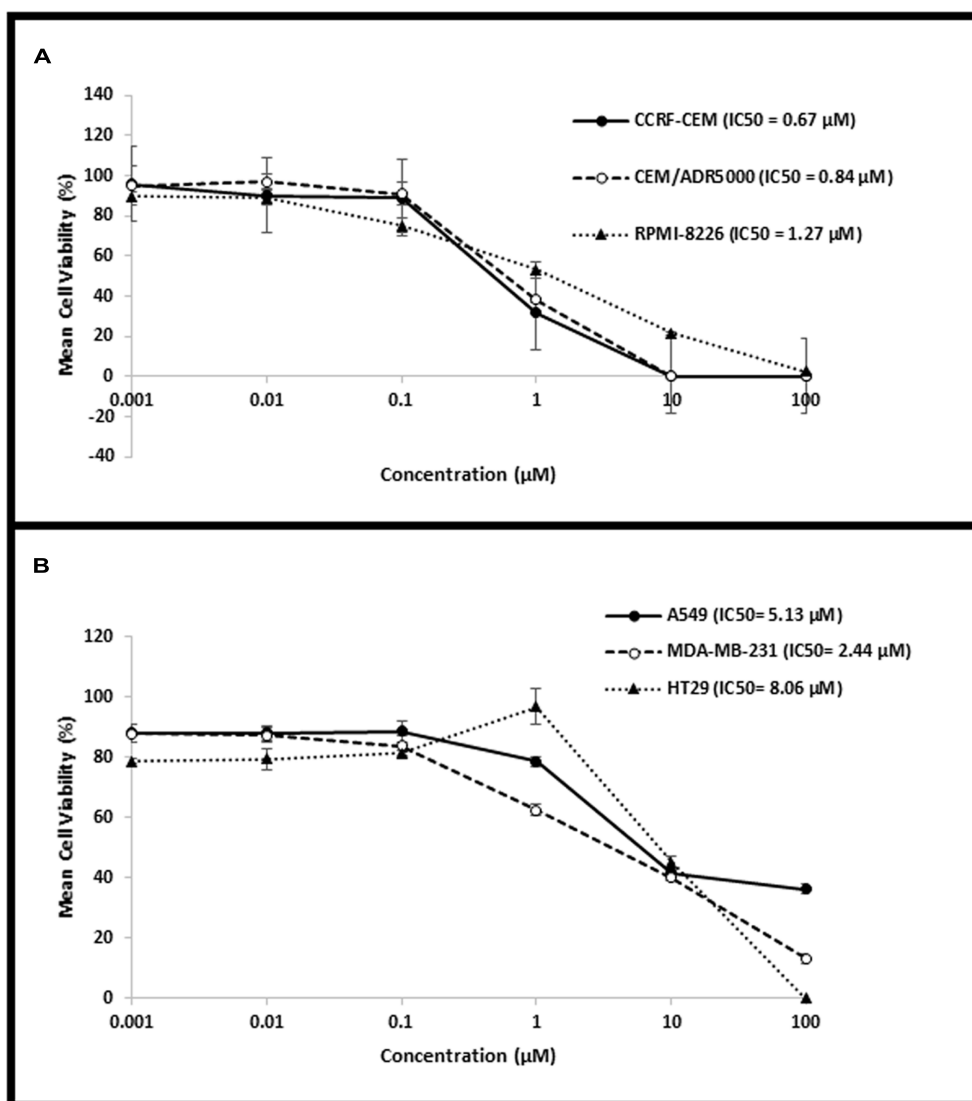 A
Mean Cell Viability (%)
140
120
100
80
60
40
20
0
-20
-40
0.001 0.01 0.1 1 10 100
Concentration (µM)
CCRF-CEM (IC50 = 0.67 µM)
CEM/ADR5000 (IC50 = 0.84 µM)
RPMI-8226 (IC50 = 1.27 µM)
B
Mean Cell Viability (%)
120
100
80
60
40
20
0
0.001 0.01 0.1 1 10 100
Concentration (µM)
A549 (IC50= 5.13 µM)
MDA-MB-231 (IC50= 2.44 µM)
HT29 (IC50= 8.06 µM)